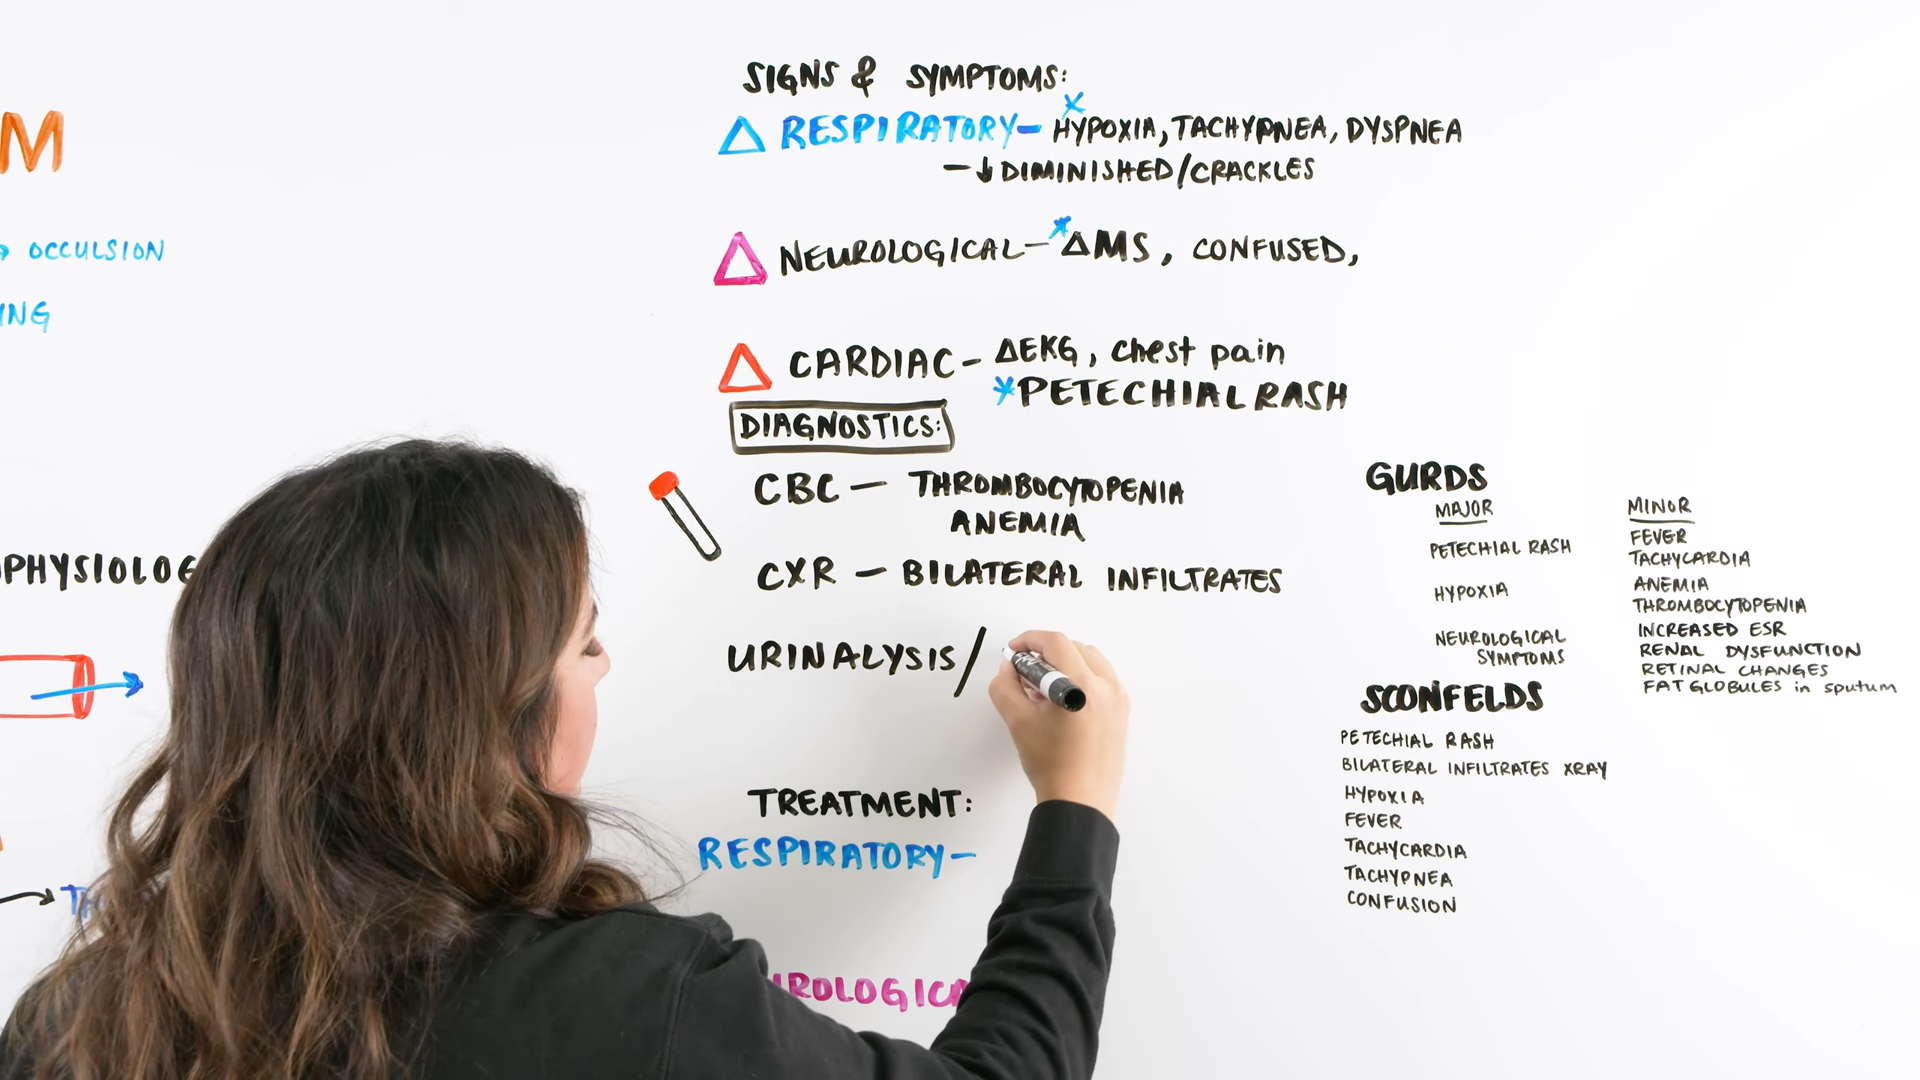 SIGNS & SYMPTOMS:
△ RESPIRATORY - HYPOXIA, TACHYPNEA, DYSPNEA
- ↓ DIMINISHED/CRACKLES
△ NEUROLOGICAL - *ΔMS, CONFUSED,
△ CARDIAC - ΔEKG, chest pain
*PETECHIAL RASH
DIAGNOSTICS:
CBC - THROMBOCYTOPENIA
ANEMIA
CXR - BILATERAL INFILTRATES
URINALYSIS/
TREATMENT:
RESPIRATORY-
UROLOGICA
M
→ OCCULSION
ING
PHYSIOLOG
GURDS
MAJOR
PETECHIAL RASH
HYPOXIA
NEUROLOGICAL
SYMPTOMS
MINOR
FEVER
TACHYCARDIA
ANEMIA
THROMBOCYTOPENIA
INCREASED ESR
RENAL DYSFUNCTION
RETINAL CHANGES
FAT GLOBULES in sputum
SCONFELDS
PETECHIAL RASH
BILATERAL INFILTRATES XRAY
HYPOXIA
FEVER
TACHYCARDIA
TACHYPNEA
CONFUSION